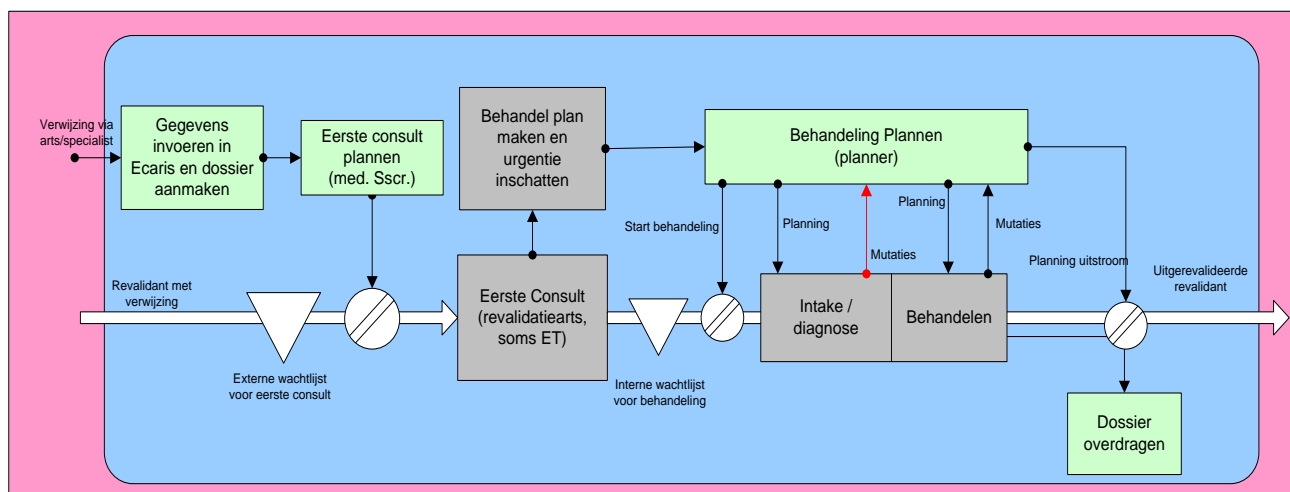 Verwijzing via
arts/specialist
Gegevens
invoeren in
Ecaris en dossier
aanmaken
Eerste consult
plannen
(med. Sscr.)
Behandel plan
maken en
urgentie
inschatten
Behandeling Plannen
(planner)
Start behandeling
Planning
Mutaties
Planning
Mutaties
Planning uitstroom
Uitgerevalideerde
revalidant
Revalidant met
verwijzing
Eerste Consult
(revalidatiearts,
soms ET)
Intake /
diagnose
Behandelen
Externe wachtlijst
voor eerste consult
Interne wachtlijst
voor behandeling
Dossier
overdragen